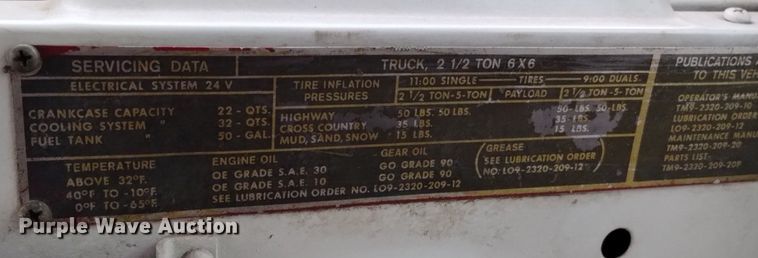 SERVICING DATA
TRUCK, 2 1/2 TON 6X6
ELECTRICAL SYSTEM 24 V
CRANKCASE CAPACITY 22 - QTS.
COOLING SYSTEM " 32 - QTS.
FUEL TANK " 50 - GAL.
TIRE INFLATION PRESSURES
11:00 SINGLE TIRES 9:00 DUALS
2 1/2 TON-5-TON PAYLOAD 2 1/2 TON-5-TON
HIGHWAY 50 LBS. 50 LBS. 50 LBS. 50 LBS.
CROSS COUNTRY 35 LBS. 35 LBS.
MUD, SAND, SNOW 15 LBS. 15 LBS.
TEMPERATURE ENGINE OIL GEAR OIL
ABOVE 32°F. OE GRADE S.A.E. 30 GO GRADE 90
40°F. TO -10°F. OE GRADE S.A.E. 10 GO GRADE 90
0°F. TO -65°F. SEE LUBRICATION ORDER NO. LO9-2320-209-12
GREASE
(SEE LUBRICATION ORDER
NO. LO9-2320-209-12)
PUBLICATIONS
TO THIS
OPERATOR'S
TM9-2320-209-10
LUBRICATION
LO9-2320-209-12
MAINTENANCE
TM9-2320-209-20
PARTS LIST-
TM9-2320-209-20P
Purple Wave Auction